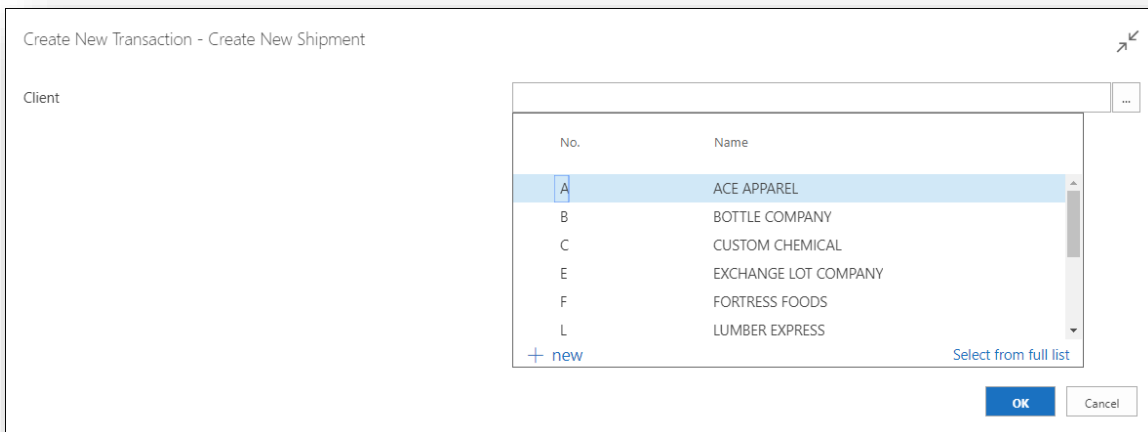 Create New Transaction - Create New Shipment
Client
...
No. Name
A ACE APPAREL
B BOTTLE COMPANY
C CUSTOM CHEMICAL
E EXCHANGE LOT COMPANY
F FORTRESS FOODS
L LUMBER EXPRESS
+ new Select from full list
OK Cancel